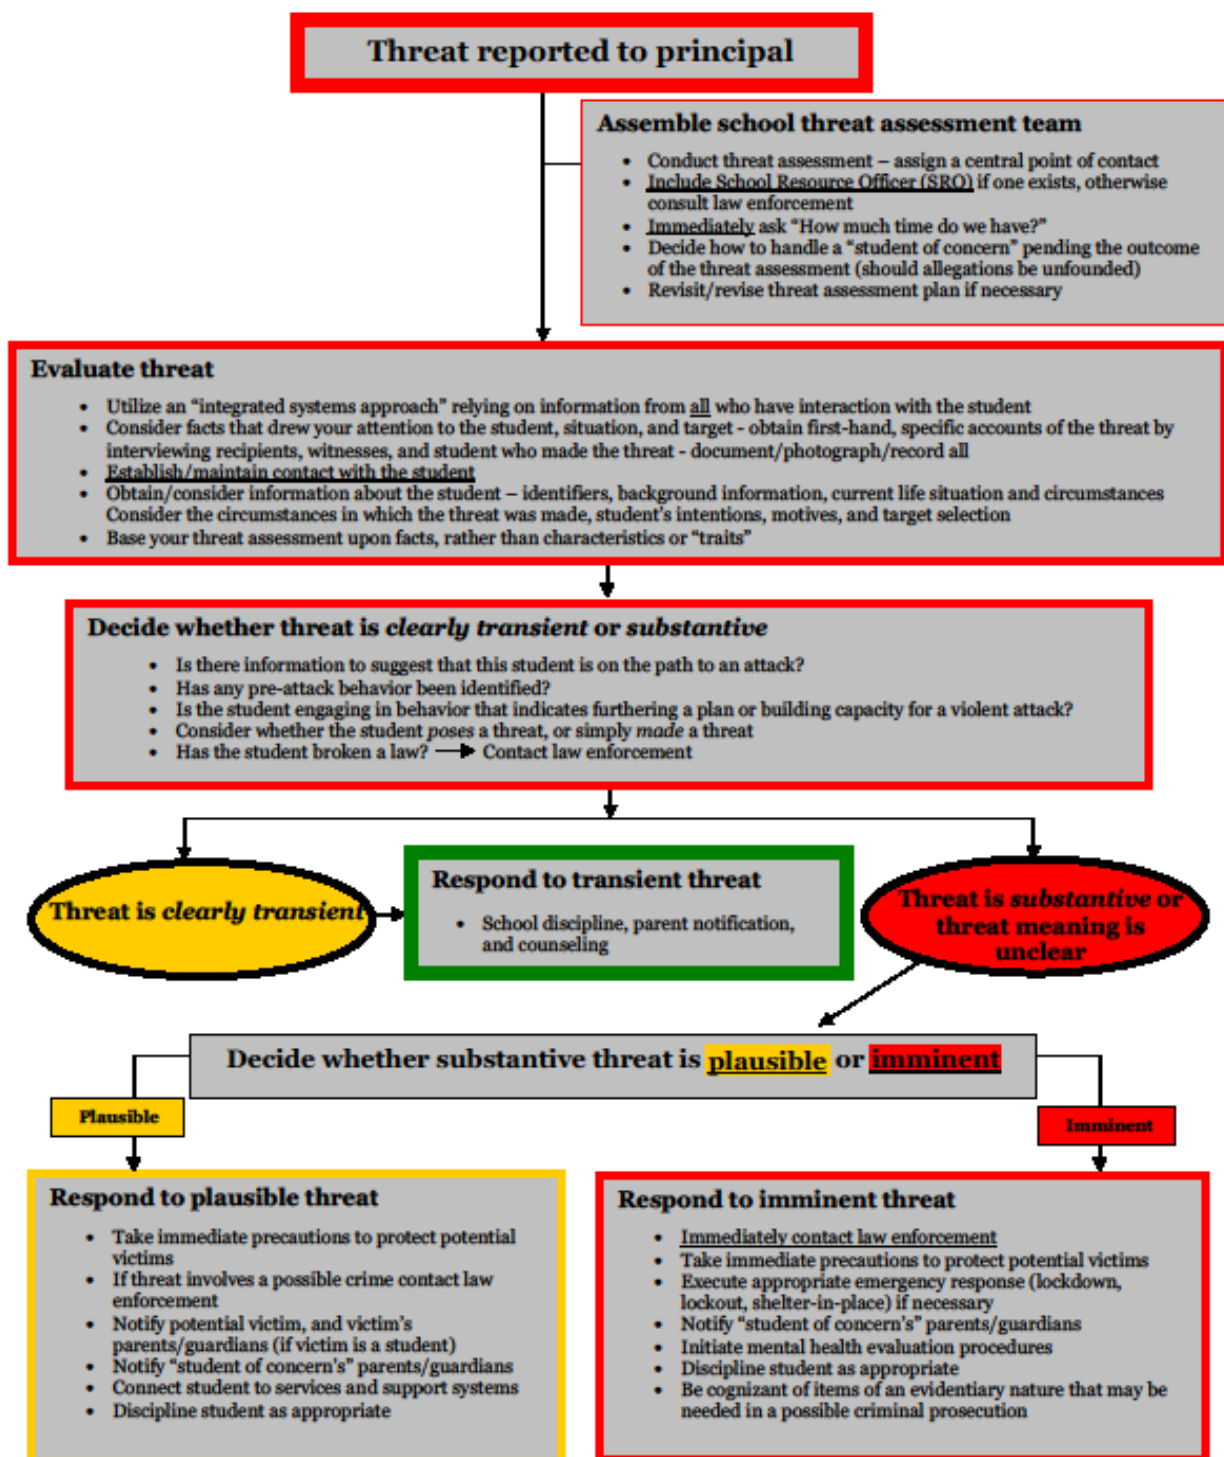 Threat reported to principal
Assemble school threat assessment team
• Conduct threat assessment – assign a central point of contact
• Include School Resource Officer (SRO) if one exists, otherwise
consult law enforcement
• Immediately ask “How much time do we have?”
• Decide how to handle a “student of concern” pending the outcome
of the threat assessment (should allegations be unfounded)
• Revisit/revise threat assessment plan if necessary
Evaluate threat
• Utilize an “integrated systems approach” relying on information from all who have interaction with the student
• Consider facts that drew your attention to the student, situation, and target - obtain first-hand, specific accounts of the threat by
interviewing recipients, witnesses, and student who made the threat - document/photograph/record all
• Establish/maintain contact with the student
• Obtain/consider information about the student – identifiers, background information, current life situation and circumstances
Consider the circumstances in which the threat was made, student’s intentions, motives, and target selection
• Base your threat assessment upon facts, rather than characteristics or “traits”
Decide whether threat is clearly transient or substantive
• Is there information to suggest that this student is on the path to an attack?
• Has any pre-attack behavior been identified?
• Is the student engaging in behavior that indicates furthering a plan or building capacity for a violent attack?
• Consider whether the student poses a threat, or simply made a threat
• Has the student broken a law? Contact law enforcement
Threat is clearly transient
Respond to transient threat
• School discipline, parent notification,
and counseling
Threat is substantive or
threat meaning is
unclear
Decide whether substantive threat is plausible or imminent
Plausible
Imminent
Respond to plausible threat
• Take immediate precautions to protect potential
victims
• If threat involves a possible crime contact law
enforcement
• Notify potential victim, and victim’s
parents/guardians (if victim is a student)
• Notify “student of concern’s” parents/guardians
• Connect student to services and support systems
• Discipline student as appropriate
Respond to imminent threat
• Immediately contact law enforcement
• Take immediate precautions to protect potential victims
• Execute appropriate emergency response (lockdown,
lockout, shelter-in-place) if necessary
• Notify “student of concern’s” parents/guardians
• Initiate mental health evaluation procedures
• Discipline student as appropriate
• Be cognizant of items of an evidentiary nature that may be
needed in a possible criminal prosecution